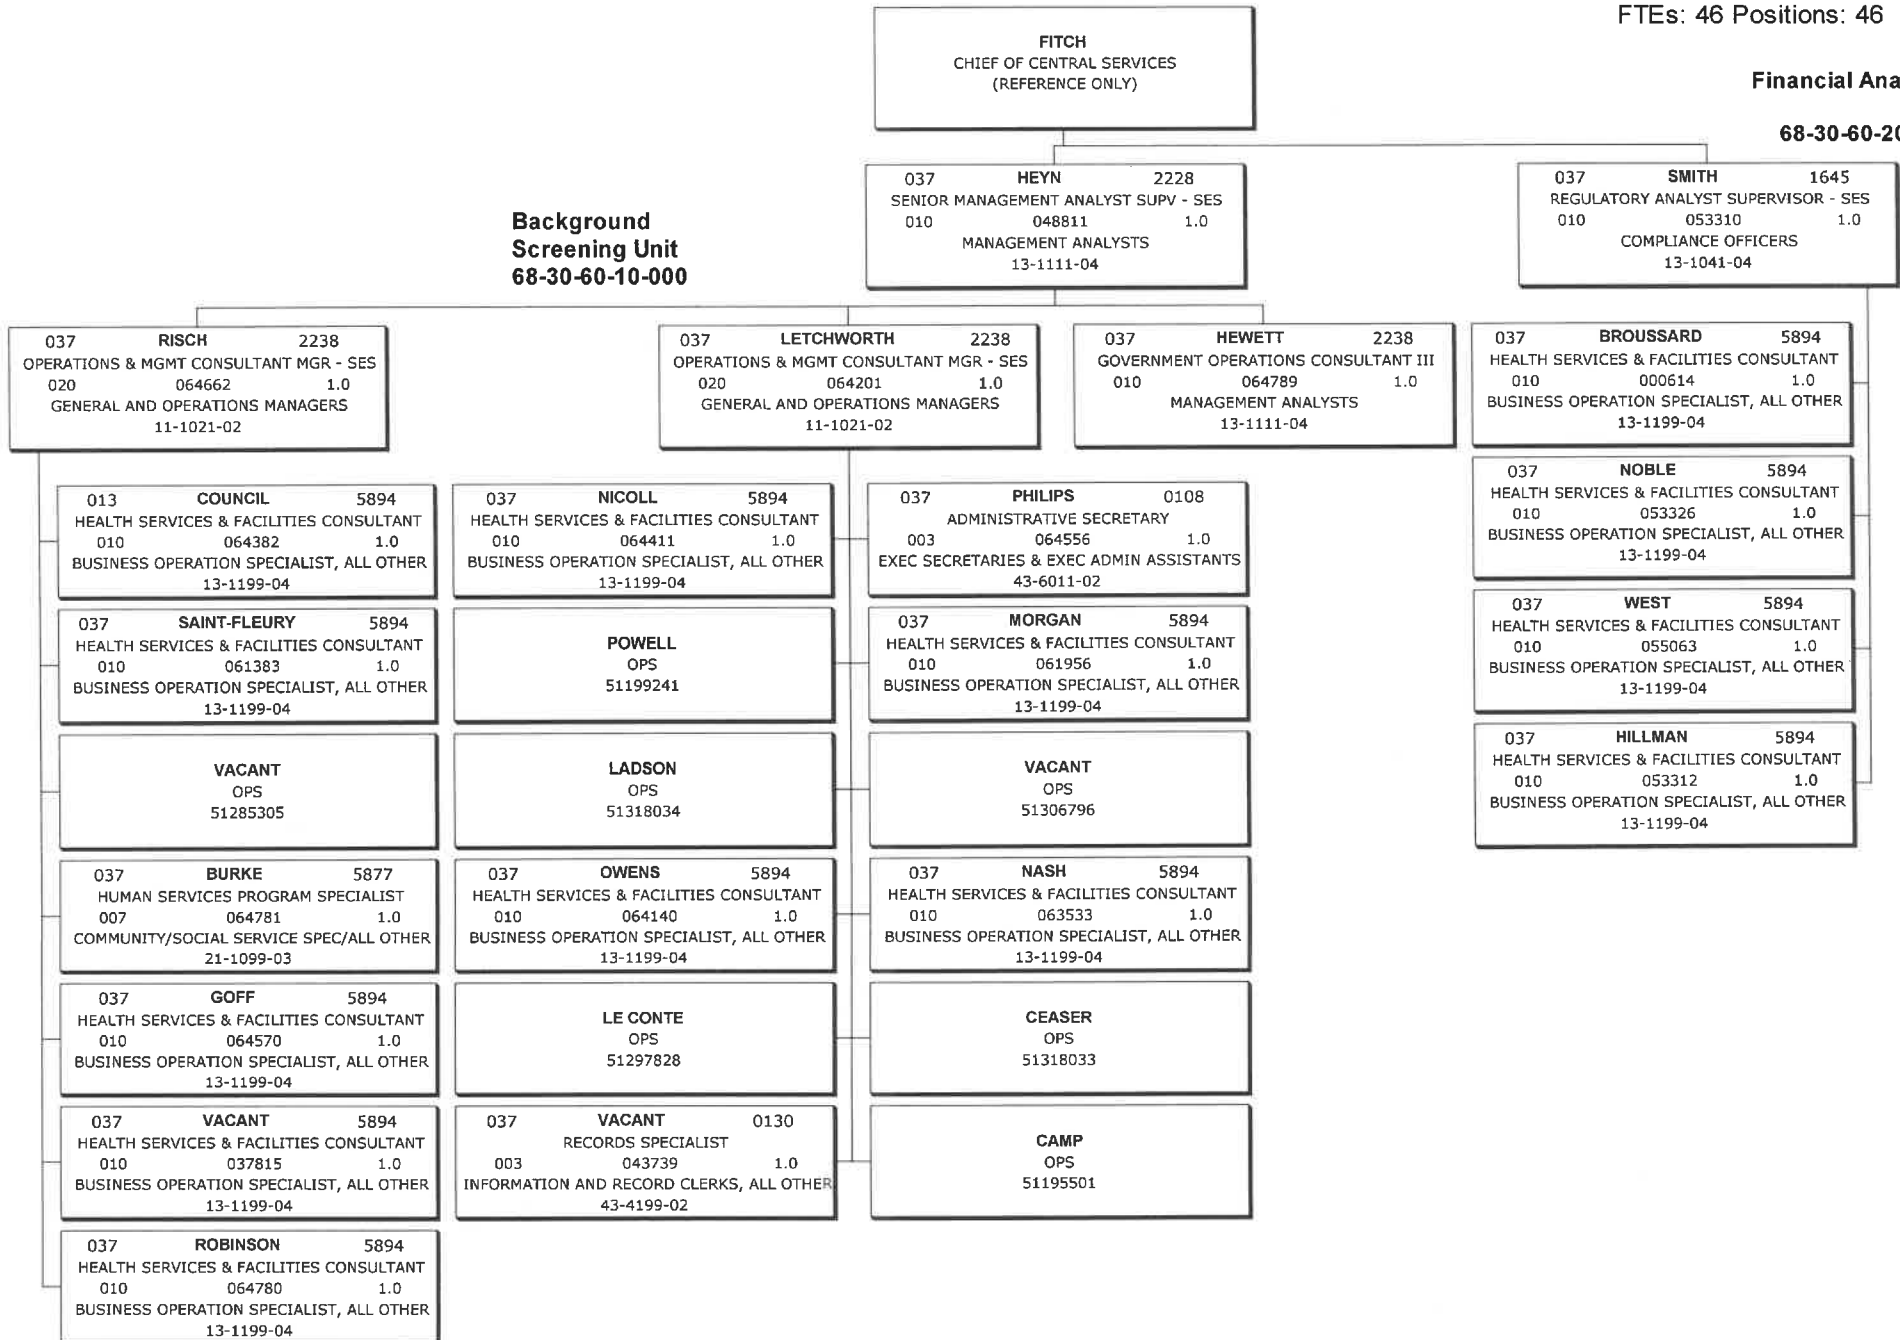 FTEs: 46 Positions: 46
FITCH
CHIEF OF CENTRAL SERVICES
(REFERENCE ONLY)
Financial Ana
68-30-60-20
037 HEYN 2228
SENIOR MANAGEMENT ANALYST SUPV - SES
010 048811 1.0
MANAGEMENT ANALYSTS
13-1111-04
037 SMITH 1645
REGULATORY ANALYST SUPERVISOR - SES
010 053310 1.0
COMPLIANCE OFFICERS
13-1041-04
Background
Screening Unit
68-30-60-10-000
037 RISCH 2238
OPERATIONS & MGMT CONSULTANT MGR - SES
020 064662 1.0
GENERAL AND OPERATIONS MANAGERS
11-1021-02
037 LETCHWORTH 2238
OPERATIONS & MGMT CONSULTANT MGR - SES
020 064201 1.0
GENERAL AND OPERATIONS MANAGERS
11-1021-02
037 HEWETT 2238
GOVERNMENT OPERATIONS CONSULTANT III
010 064789 1.0
MANAGEMENT ANALYSTS
13-1111-04
037 BROUSSARD 5894
HEALTH SERVICES & FACILITIES CONSULTANT
010 000614 1.0
BUSINESS OPERATION SPECIALIST, ALL OTHER
13-1199-04
037 NOBLE 5894
HEALTH SERVICES & FACILITIES CONSULTANT
010 053326 1.0
BUSINESS OPERATION SPECIALIST, ALL OTHER
13-1199-04
037 WEST 5894
HEALTH SERVICES & FACILITIES CONSULTANT
010 055063 1.0
BUSINESS OPERATION SPECIALIST, ALL OTHER
13-1199-04
037 HILLMAN 5894
HEALTH SERVICES & FACILITIES CONSULTANT
010 053312 1.0
BUSINESS OPERATION SPECIALIST, ALL OTHER
13-1199-04
013 COUNCIL 5894
HEALTH SERVICES & FACILITIES CONSULTANT
010 064382 1.0
BUSINESS OPERATION SPECIALIST, ALL OTHER
13-1199-04
037 SAINT-FLEURY 5894
HEALTH SERVICES & FACILITIES CONSULTANT
010 061383 1.0
BUSINESS OPERATION SPECIALIST, ALL OTHER
13-1199-04
VACANT
OPS
51285305
037 BURKE 5877
HUMAN SERVICES PROGRAM SPECIALIST
007 064781 1.0
COMMUNITY/SOCIAL SERVICE SPEC/ALL OTHER
21-1099-03
037 GOFF 5894
HEALTH SERVICES & FACILITIES CONSULTANT
010 064570 1.0
BUSINESS OPERATION SPECIALIST, ALL OTHER
13-1199-04
037 VACANT 5894
HEALTH SERVICES & FACILITIES CONSULTANT
010 037815 1.0
BUSINESS OPERATION SPECIALIST, ALL OTHER
13-1199-04
037 ROBINSON 5894
HEALTH SERVICES & FACILITIES CONSULTANT
010 064780 1.0
BUSINESS OPERATION SPECIALIST, ALL OTHER
13-1199-04
037 NICOLL 5894
HEALTH SERVICES & FACILITIES CONSULTANT
010 064411 1.0
BUSINESS OPERATION SPECIALIST, ALL OTHER
13-1199-04
POWELL
OPS
51199241
LADSON
OPS
51318034
037 OWENS 5894
HEALTH SERVICES & FACILITIES CONSULTANT
010 064140 1.0
BUSINESS OPERATION SPECIALIST, ALL OTHER
13-1199-04
LE CONTE
OPS
51297828
037 VACANT 0130
RECORDS SPECIALIST
003 043739 1.0
INFORMATION AND RECORD CLERKS, ALL OTHER
43-4199-02
037 PHILIPS 0108
ADMINISTRATIVE SECRETARY
003 064556 1.0
EXEC SECRETARIES & EXEC ADMIN ASSISTANTS
43-6011-02
037 MORGAN 5894
HEALTH SERVICES & FACILITIES CONSULTANT
010 061956 1.0
BUSINESS OPERATION SPECIALIST, ALL OTHER
13-1199-04
VACANT
OPS
51306796
037 NASH 5894
HEALTH SERVICES & FACILITIES CONSULTANT
010 063533 1.0
BUSINESS OPERATION SPECIALIST, ALL OTHER
13-1199-04
CEASER
OPS
51318033
CAMP
OPS
51195501